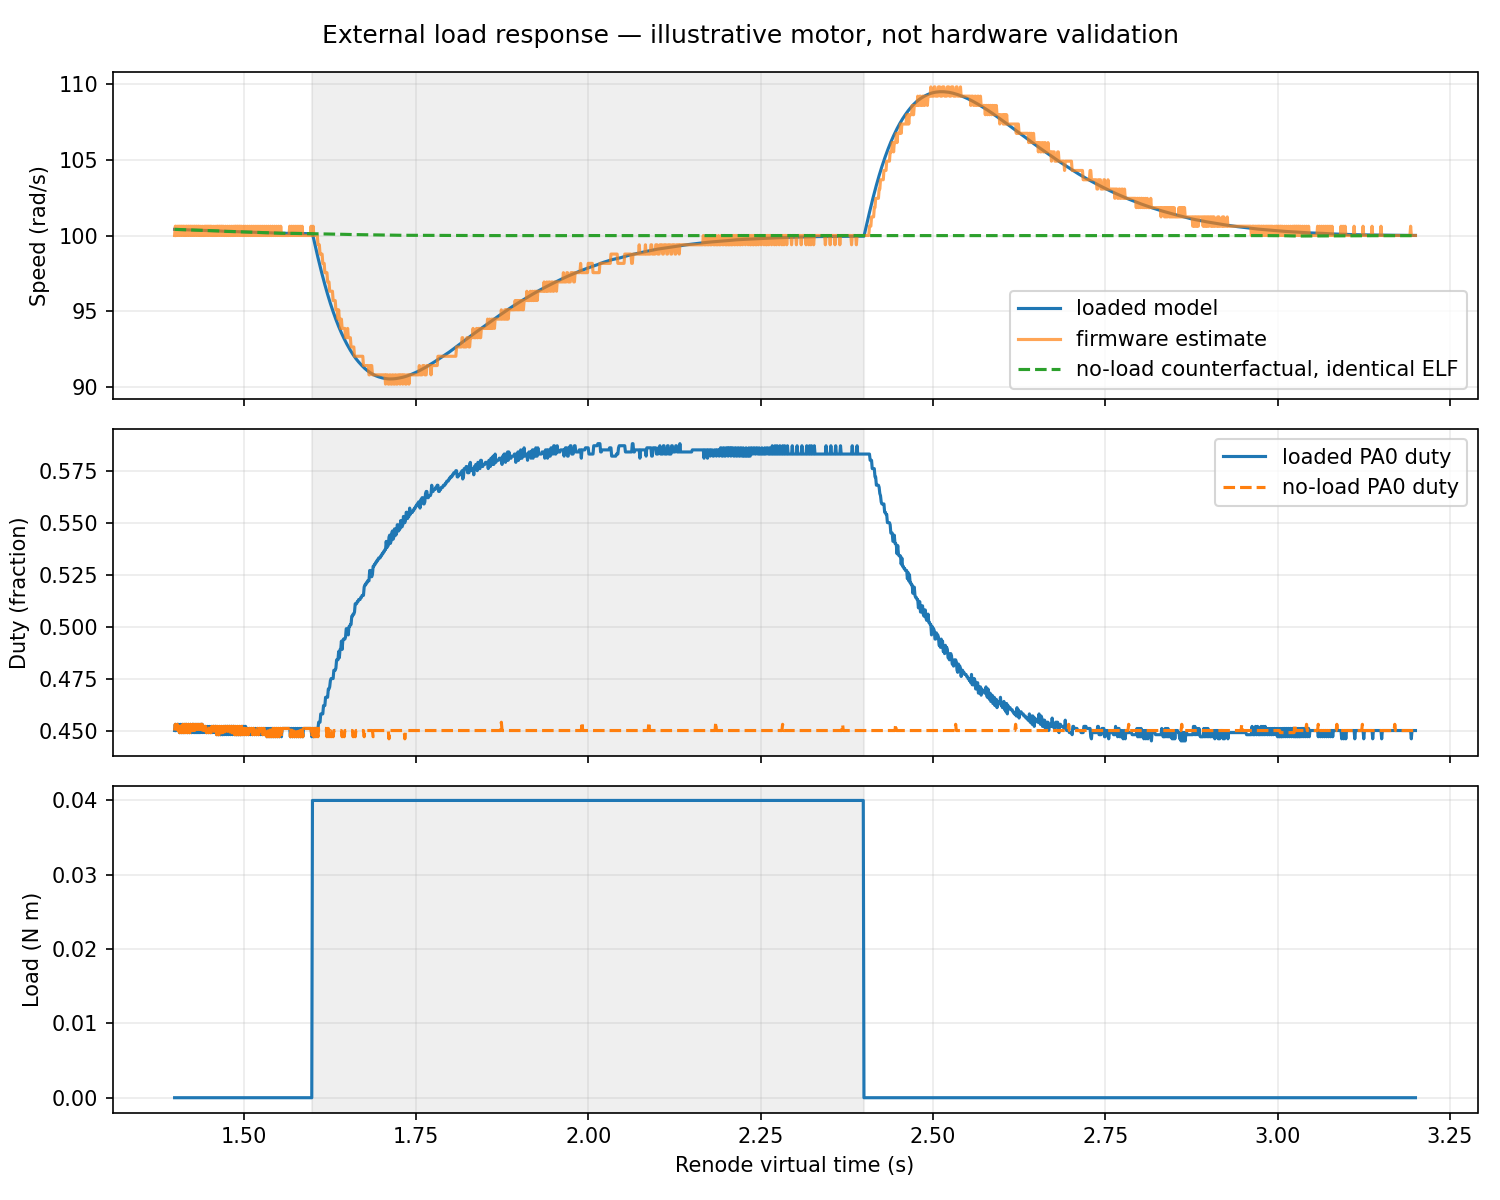 External load response — illustrative motor, not hardware validation
110
105
100
95
90
Speed (rad/s)
loaded model
firmware estimate
no-load counterfactual, identical ELF
0.575
0.550
0.525
0.500
0.475
0.450
Duty (fraction)
loaded PA0 duty
no-load PA0 duty
0.04
0.03
0.02
0.01
0.00
Load (N m)
1.50 1.75 2.00 2.25 2.50 2.75 3.00 3.25
Renode virtual time (s)